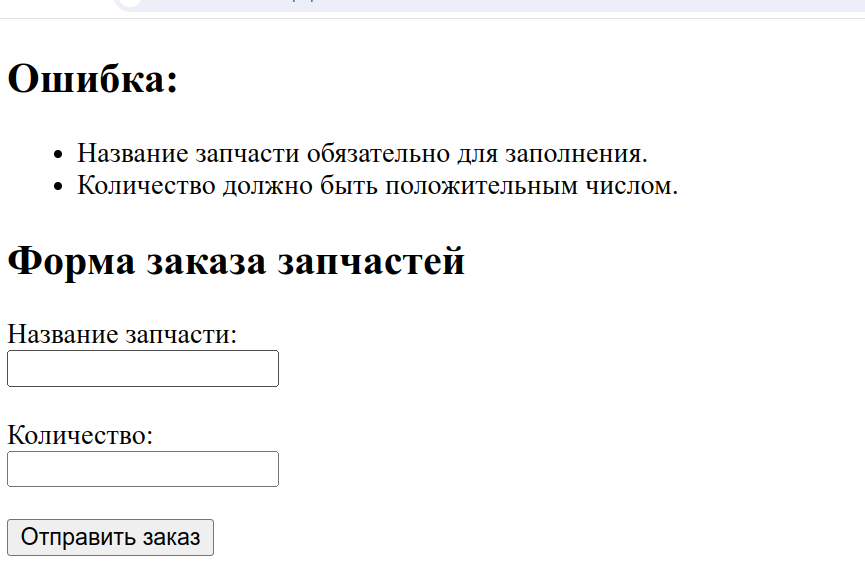 Ошибка:
Название запчасти обязательно для заполнения.
Количество должно быть положительным числом.
Форма заказа запчастей
Название запчасти:
Количество:
Отправить заказ